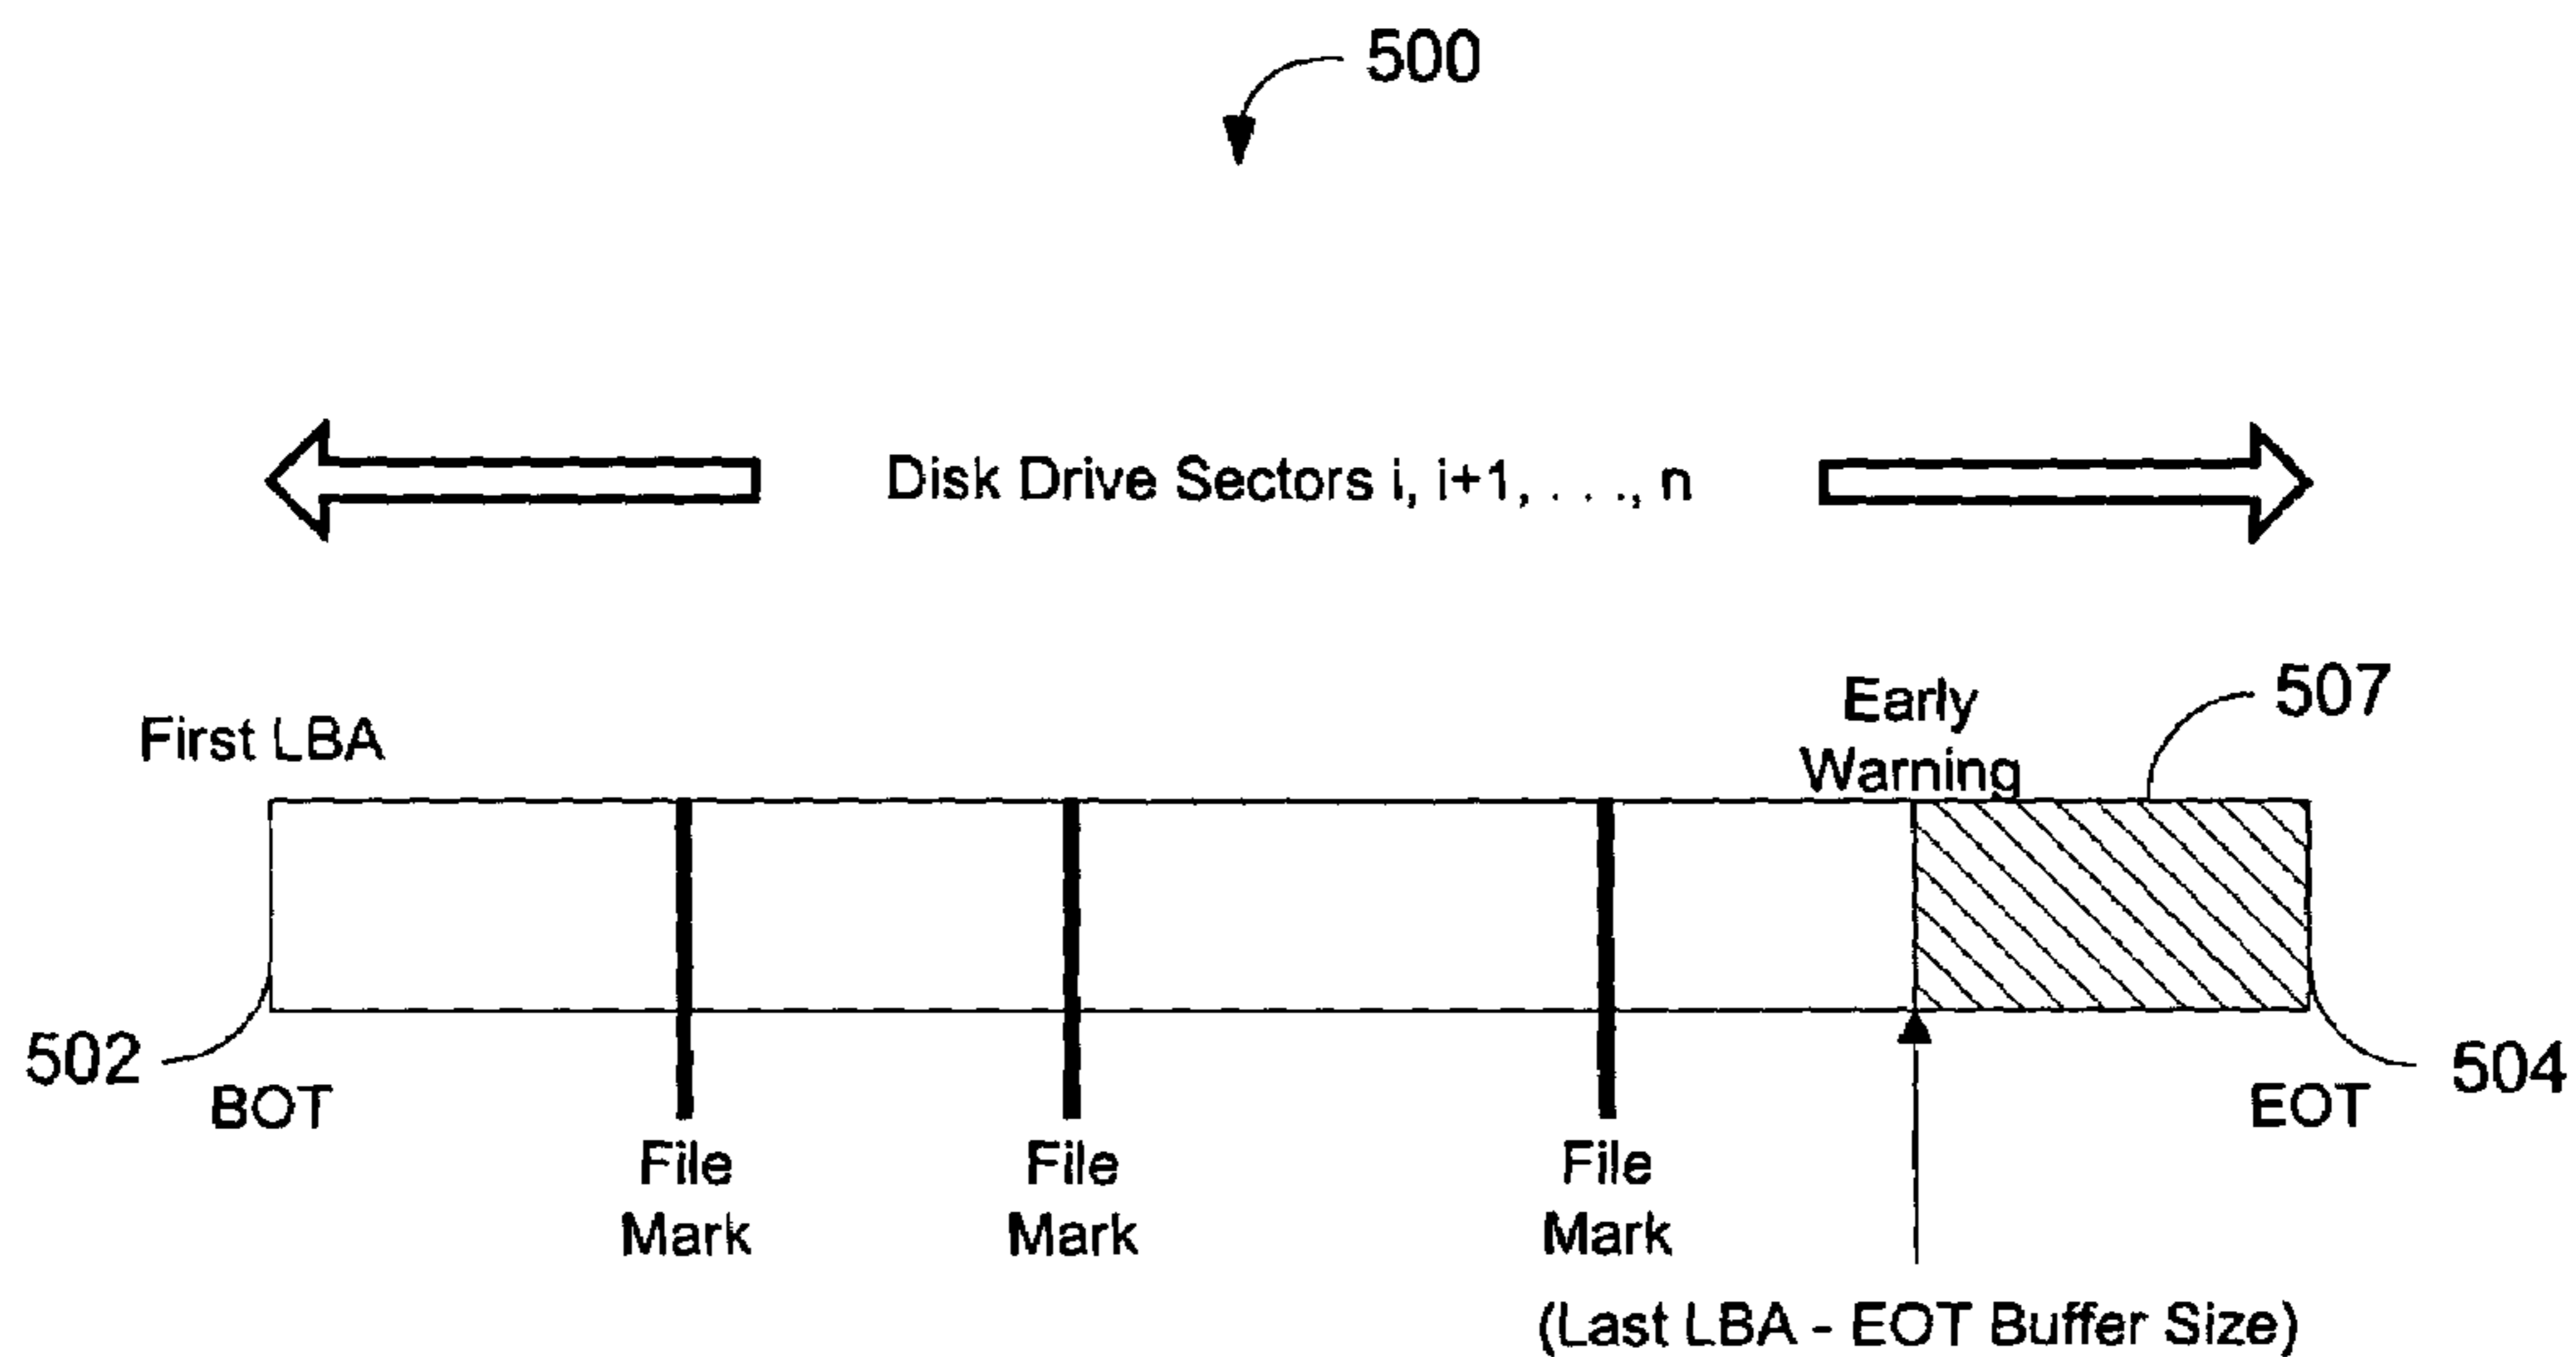 500
Disk Drive Sectors i, i+1, . . ., n
First LBA
Early
Warning
507
502
BOT
504
EOT
File
Mark
File
Mark
File
Mark
(Last LBA - EOT Buffer Size)